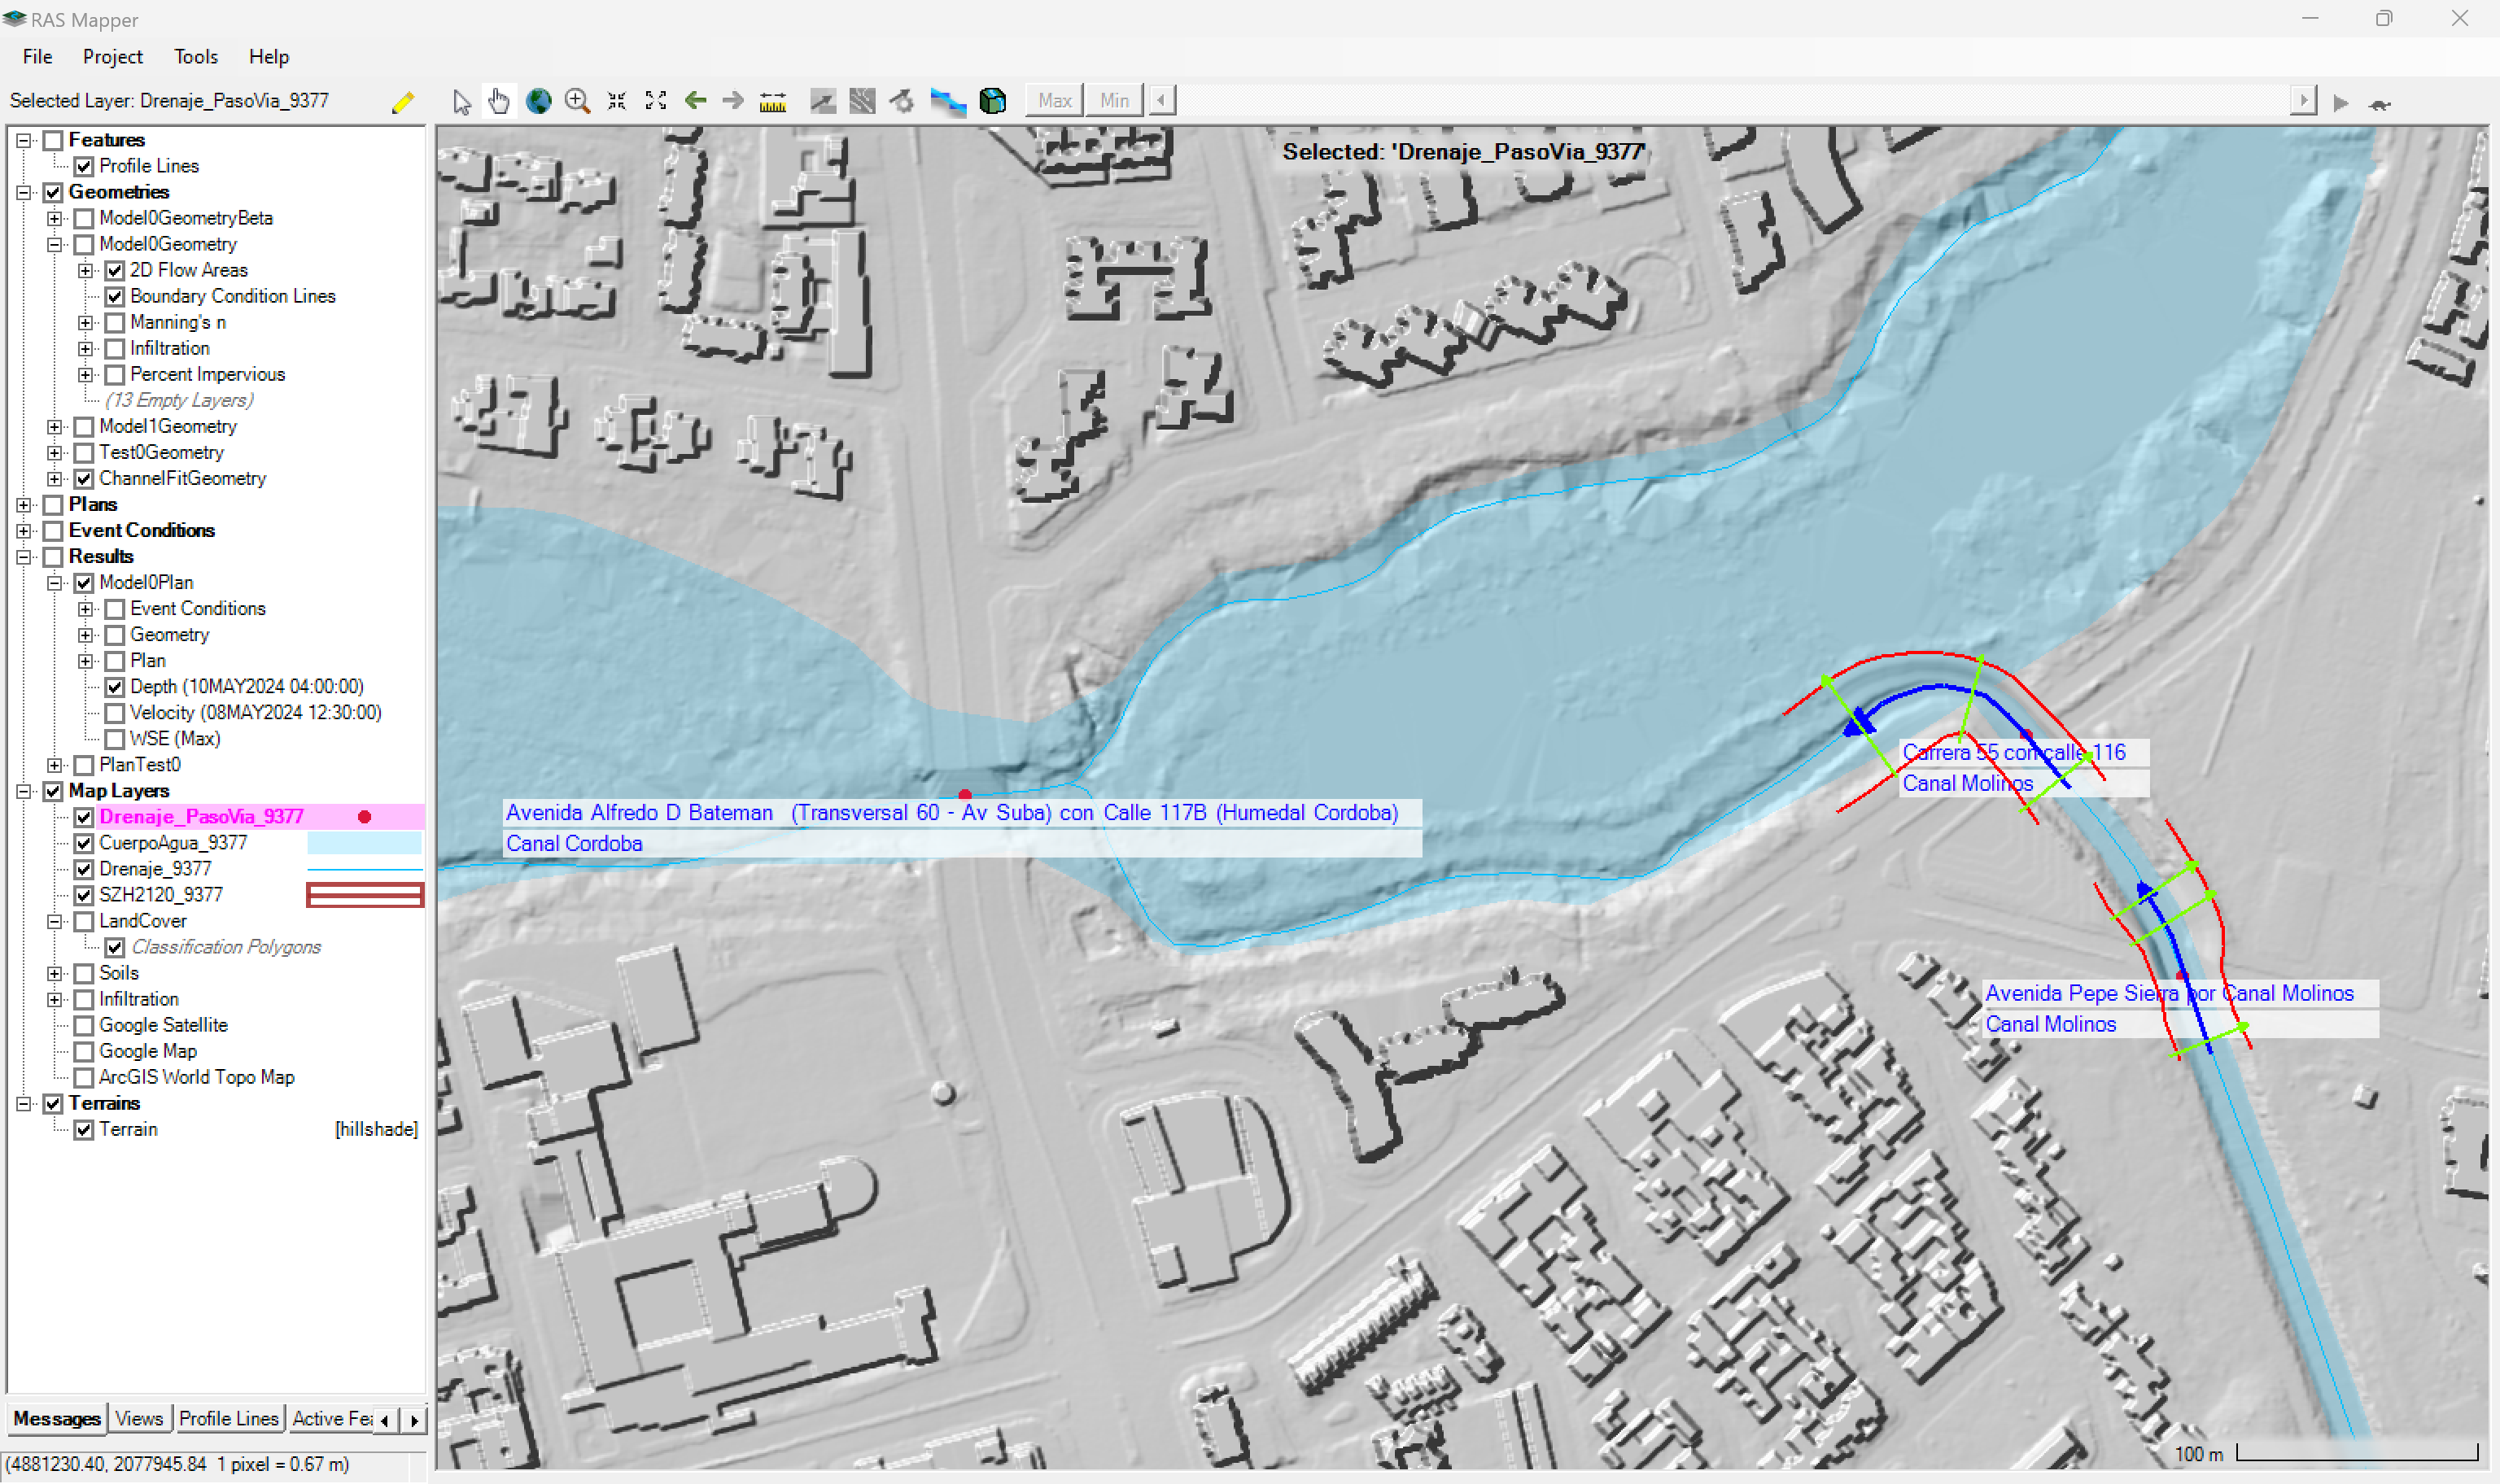 RAS Mapper
File Project Tools Help
Selected Layer: Drenaje_PasoVia_9377
Max Min
Features
Profile Lines
Geometries
Model0GeometryBeta
Model0Geometry
2D Flow Areas
Boundary Condition Lines
Manning's n
Infiltration
Percent Impervious
(13 Empty Layers)
Model1Geometry
Test0Geometry
ChannelFitGeometry
Plans
Event Conditions
Results
Model0Plan
Event Conditions
Geometry
Plan
Depth (10MAY2024 04:00:00)
Velocity (08MAY2024 12:30:00)
WSE (Max)
PlanTest0
Map Layers
Drenaje_PasoVia_9377
CuerpoAgua_9377
Drenaje_9377
SZH2120_9377
LandCover
Classification Polygons
Soils
Infiltration
Google Satellite
Google Map
ArcGIS World Topo Map
Terrains
Terrain [hillshade]
Messages Views Profile Lines Active Fea
(4881230.40, 2077945.84 1 pixel = 0.67 m)
Selected: 'Drenaje_PasoVia_9377'
Carrera 55 con calle 116
Canal Molinos
Avenida Alfredo D Bateman (Transversal 60 - Av Suba) con Calle 117B (Humedal Cordoba)
Canal Cordoba
Avenida Pepe Sierra por Canal Molinos
Canal Molinos
100 m